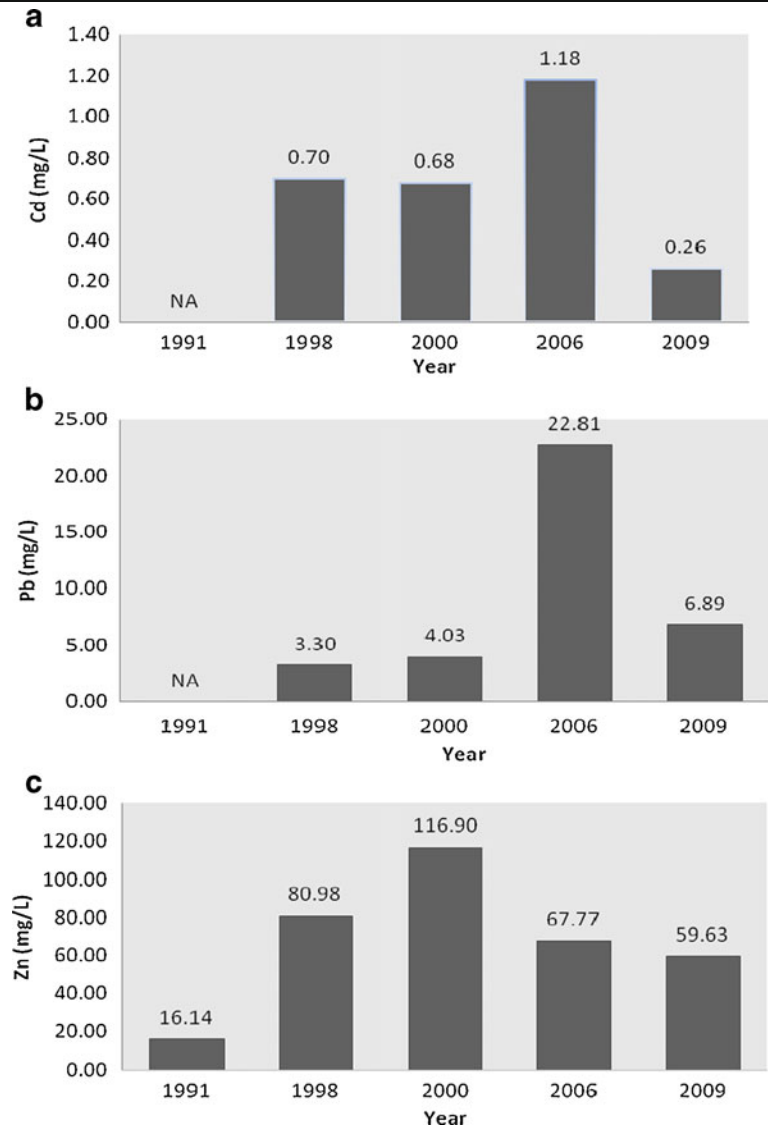 a
Cd (mg/L)
1.40
1.20
1.00
0.80
0.60
0.40
0.20
0.00
NA
0.70
0.68
1.18
0.26
1991 1998 2000 2006 2009
Year
b
Pb (mg/L)
25.00
20.00
15.00
10.00
5.00
0.00
NA
3.30
4.03
22.81
6.89
1991 1998 2000 2006 2009
Year
c
Zn (mg/L)
140.00
120.00
100.00
80.00
60.00
40.00
20.00
0.00
16.14
80.98
116.90
67.77
59.63
1991 1998 2000 2006 2009
Year